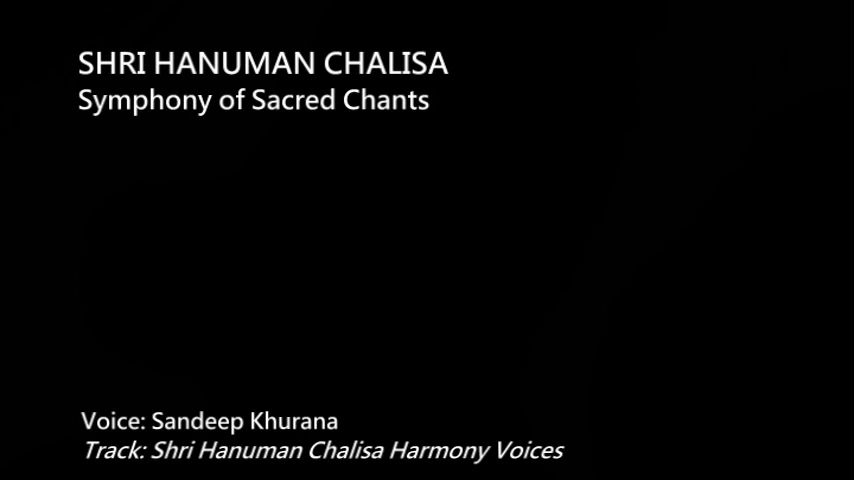 SHRI HANUMAN CHALISA
Symphony of Sacred Chants
Voice: Sandeep Khurana
Track: Shri Hanuman Chalisa Harmony Voices